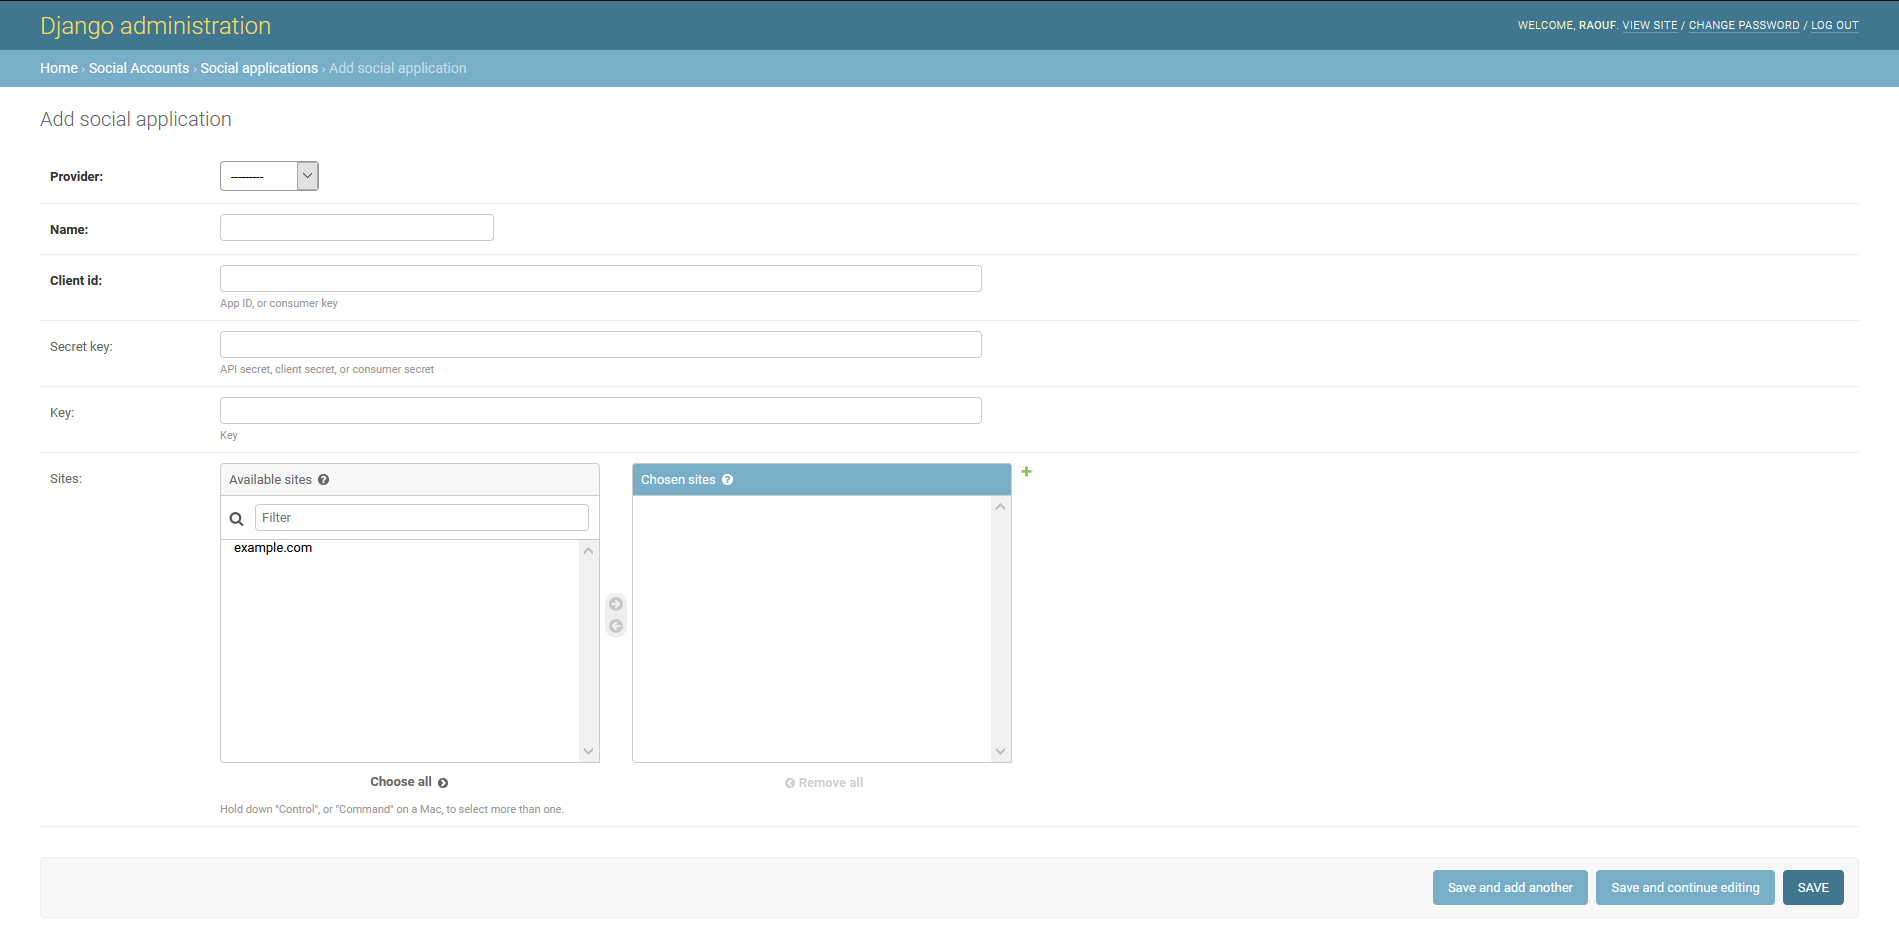 Django administration
WELCOME, RAOUF. VIEW SITE / CHANGE PASSWORD / LOG OUT
Home › Social Accounts › Social applications › Add social application
Add social application
Provider: ---------
Name:
Client id:
App ID, or consumer key
Secret key:
API secret, client secret, or consumer secret
Key:
Key
Sites:
Available sites ?
Chosen sites ?
Filter
example.com
Choose all
Remove all
Hold down "Control", or "Command" on a Mac, to select more than one.
Save and add another
Save and continue editing
SAVE